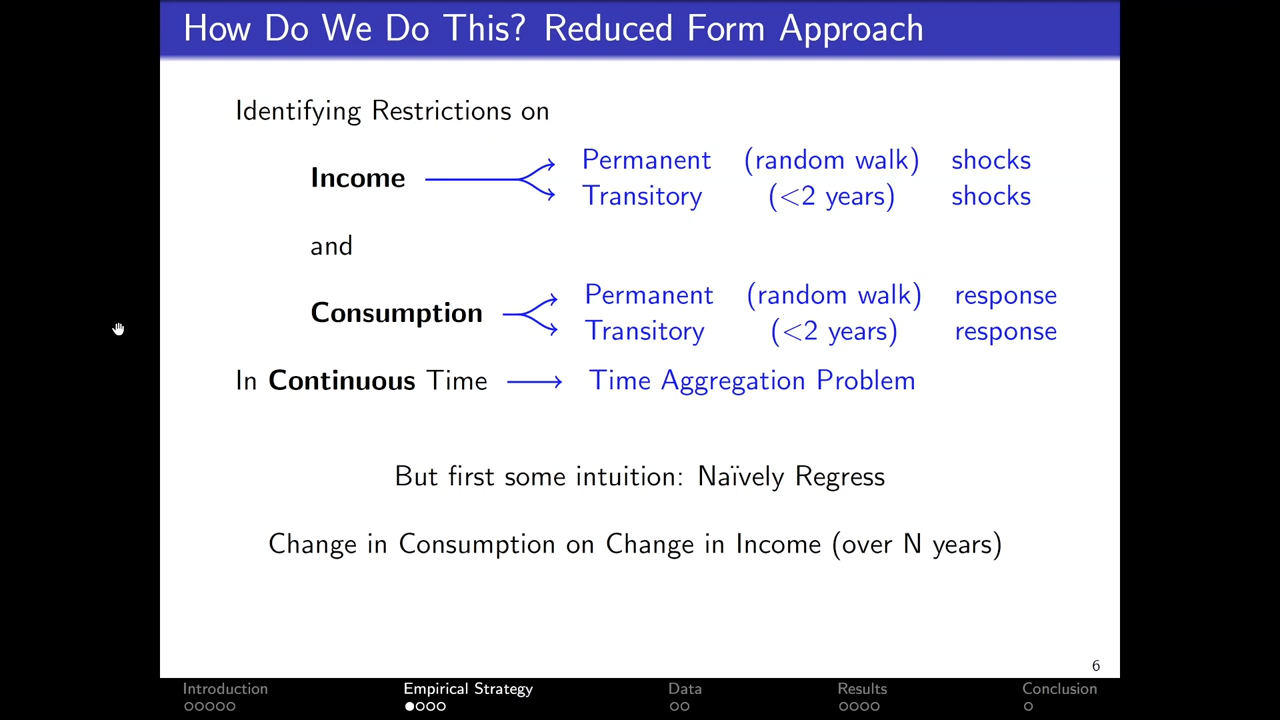 How Do We Do This? Reduced Form Approach
Identifying Restrictions on
Permanent (random walk) shocks
Income
Transitory (<2 years) shocks
and
Permanent (random walk) response
Consumption
Transitory (<2 years) response
In Continuous Time Time Aggregation Problem
But first some intuition: Naïvely Regress
Change in Consumption on Change in Income (over N years)
6
Introduction Empirical Strategy Data Results Conclusion